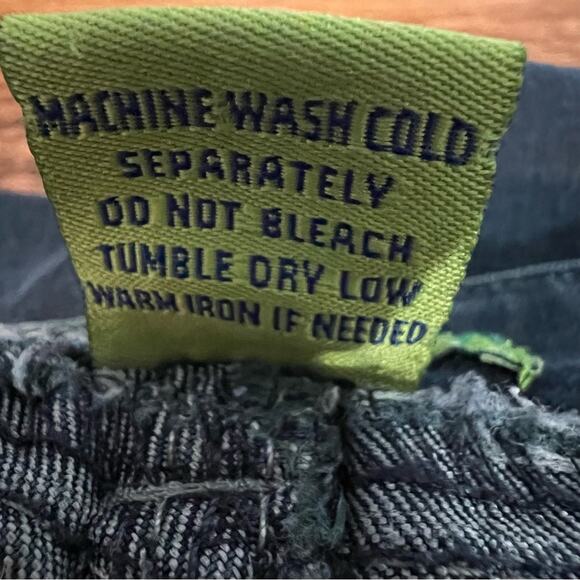 MACHINE WASH COLD
SEPARATELY
DO NOT BLEACH
TUMBLE DRY LOW
WARM IRON IF NEEDED